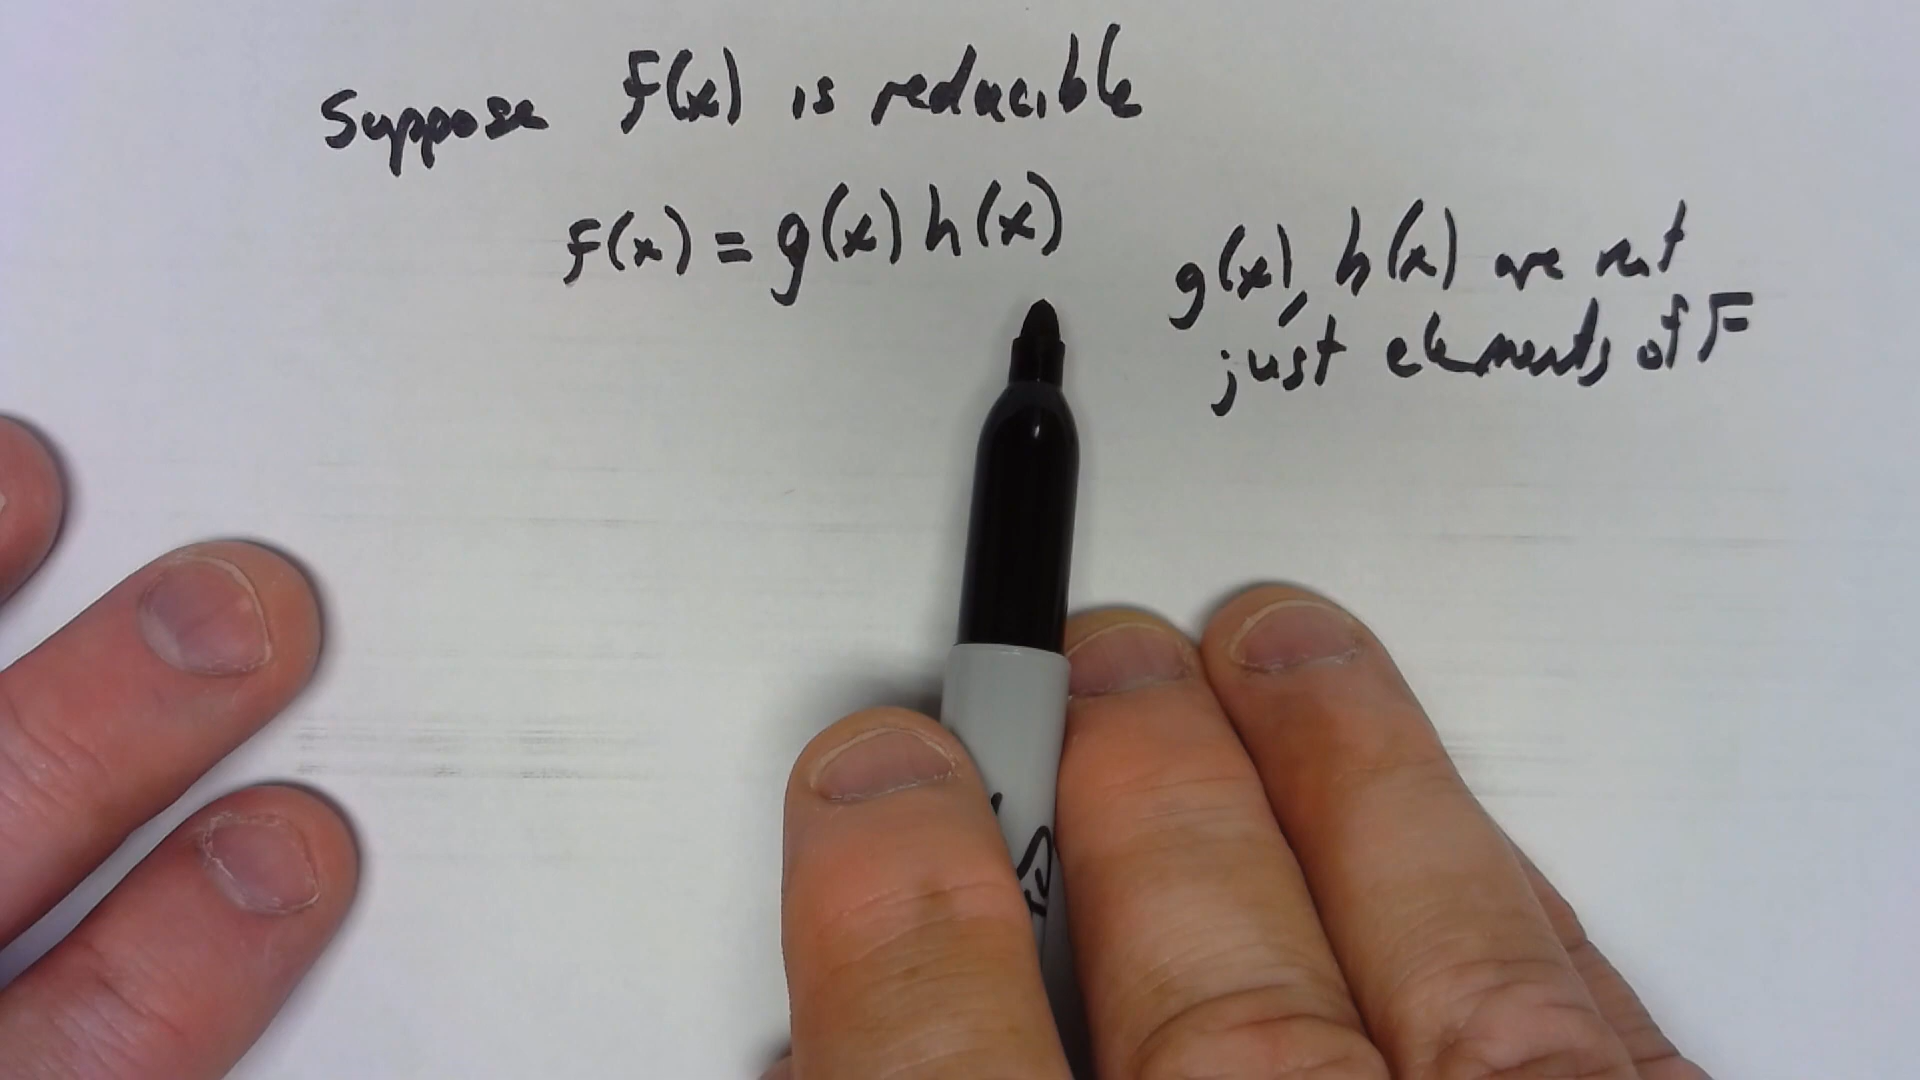 Suppose f(x) is reducible
f(x) = g(x) h(x)
g(x), h(x) are not
just elements of F